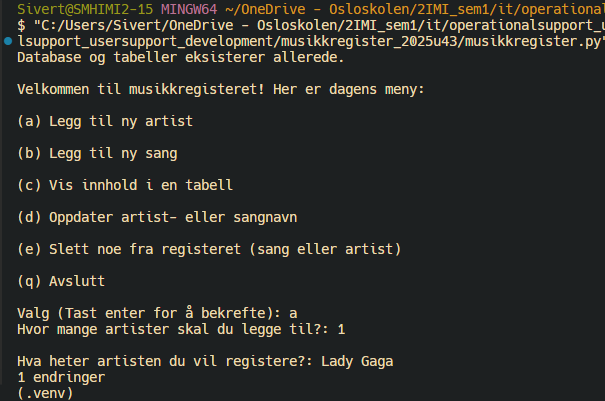 Sivert@SMHIMI2-15 MINGW64 ~/OneDrive - Osloskolen/2IMI_sem1/it/operational
$ "C:/Users/Sivert/OneDrive - Osloskolen/2IMI_sem1/it/operationalsupport_u
lsupport_usersupport_development/musikkregister_2025u43/musikkregister.py"
Database og tabeller eksisterer allerede.
Velkommen til musikkregisteret! Her er dagens meny:
(a) Legg til ny artist
(b) Legg til ny sang
(c) Vis innhold i en tabell
(d) Oppdater artist- eller sangnavn
(e) Slett noe fra registeret (sang eller artist)
(q) Avslutt
Valg (Tast enter for å bekrefte): a
Hvor mange artister skal du legge til?: 1
Hva heter artisten du vil registere?: Lady Gaga
1 endringer
(.venv)